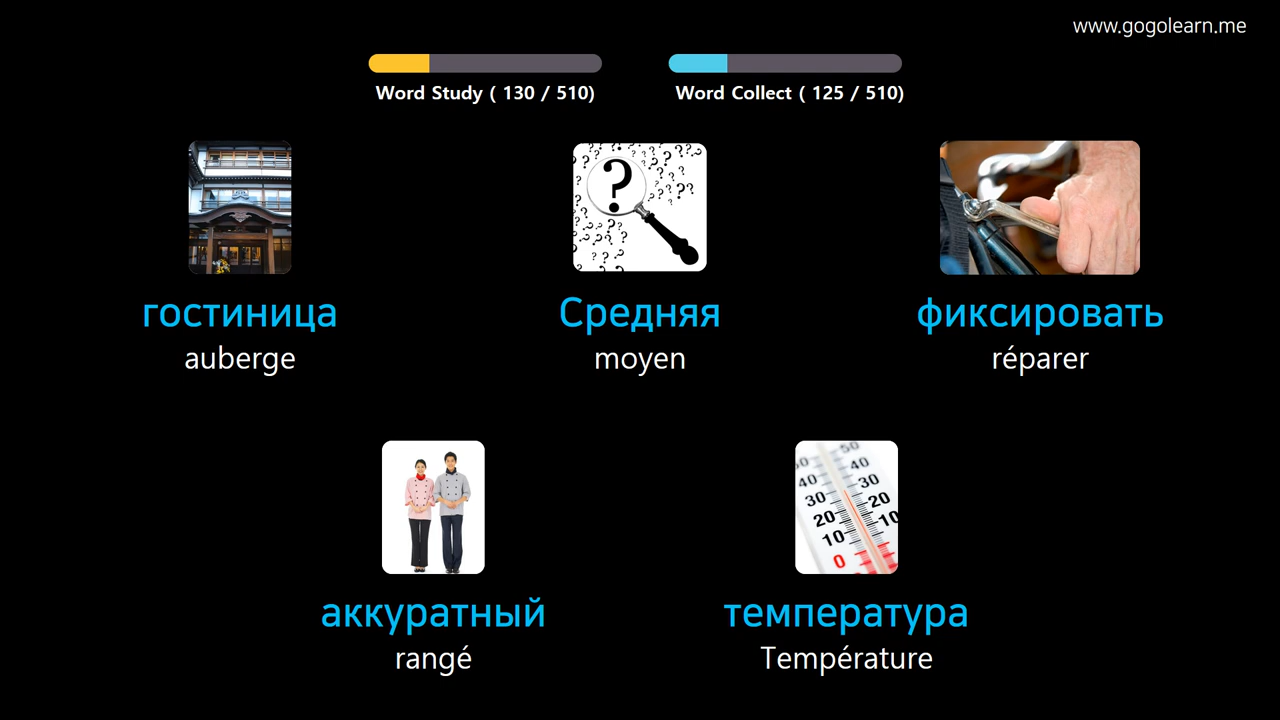 www.gogolearn.me
Word Study ( 130 / 510)
Word Collect ( 125 / 510)
гостиница
auberge
Средняя
moyen
фиксировать
réparer
аккуратный
rangé
температура
Température